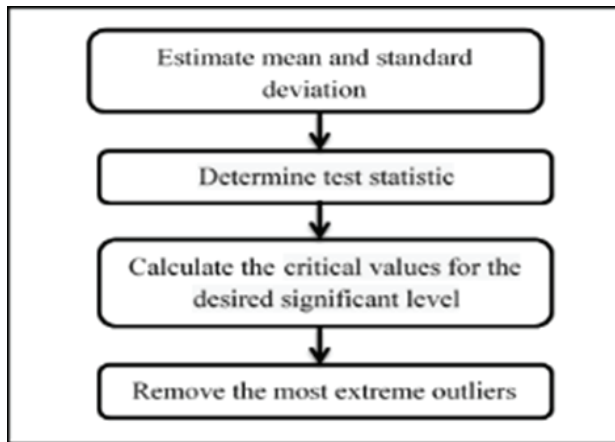 Estimate mean and standard
deviation
Determine test statistic
Calculate the critical values for the
desired significant level
Remove the most extreme outliers